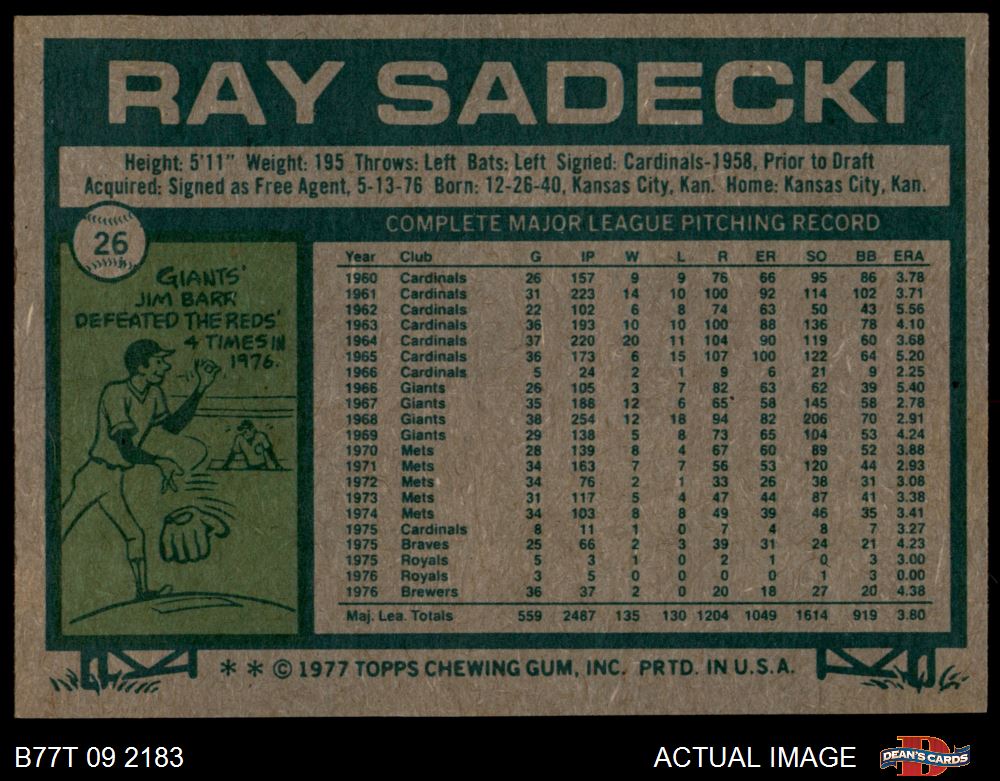 RAY SADECKI
Height: 5'11" Weight: 195 Throws: Left Bats: Left Signed: Cardinals-1958, Prior to Draft
Acquired: Signed as Free Agent, 5-13-76 Born: 12-26-40, Kansas City, Kan. Home: Kansas City, Kan.
26
GIANTS'
JIM BARR
DEFEATED THE REDS'
4 TIMES IN
1976.
COMPLETE MAJOR LEAGUE PITCHING RECORD
Year Club G IP W L R ER SO BB ERA
1960 Cardinals 26 157 9 9 76 66 95 86 3.78
1961 Cardinals 31 223 14 10 100 92 114 102 3.71
1962 Cardinals 22 102 6 8 74 63 50 43 5.56
1963 Cardinals 36 193 10 10 100 88 136 78 4.10
1964 Cardinals 37 220 20 11 104 90 119 60 3.68
1965 Cardinals 36 173 6 15 107 100 122 64 5.20
1966 Cardinals 5 24 2 1 9 6 21 9 2.25
1966 Giants 26 105 3 7 82 63 62 39 5.40
1967 Giants 35 188 12 6 65 58 145 58 2.78
1968 Giants 38 254 12 18 94 82 206 70 2.91
1969 Giants 29 138 5 8 73 65 104 53 4.24
1970 Mets 28 139 8 4 67 60 89 52 3.88
1971 Mets 34 163 7 7 56 53 120 44 2.93
1972 Mets 34 76 2 1 33 26 38 31 3.08
1973 Mets 31 117 5 4 47 44 87 41 3.38
1974 Mets 34 103 8 8 49 39 46 35 3.41
1975 Cardinals 8 11 1 0 7 4 8 7 3.27
1975 Braves 25 66 2 3 39 31 24 21 4.23
1975 Royals 5 3 1 0 2 1 0 3 3.00
1976 Royals 3 5 0 0 0 0 1 3 0.00
1976 Brewers 36 37 2 0 20 18 27 20 4.38
Maj. Lea. Totals 559 2487 135 130 1204 1049 1614 919 3.80
* * © 1977 TOPPS CHEWING GUM, INC. PRTD. IN U.S.A.
B77T 09 2183
ACTUAL IMAGE
D
DEAN'S CARDS